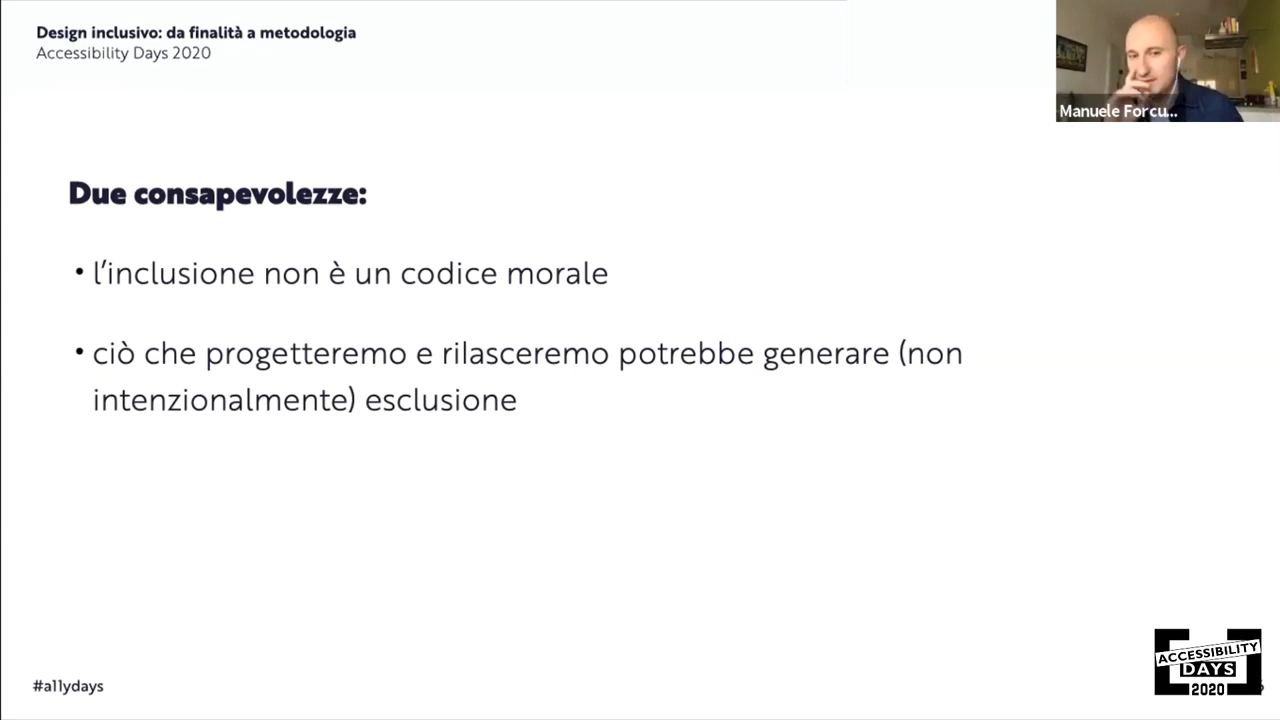 Design inclusivo: da finalità a metodologia
Accessibility Days 2020
Manuele Forcu...
Due consapevolezze:
• l’inclusione non è un codice morale
• ciò che progetteremo e rilasceremo potrebbe generare (non
intenzionalmente) esclusione
#a11ydays
ACCESSIBILITY
DAYS
2020